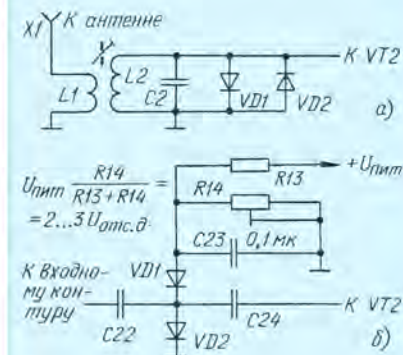 X1 К антенне
L1
L2
C2
VD1
VD2
К VT2
а)
Uпит R14 / R13 + R14 =
= 2...3 Uотс.д.
R13
+Uпит
R14
C23
0,1 мк
К входно-
му кон-
туру
VD1
C22
C24
К VT2
VD2
б)